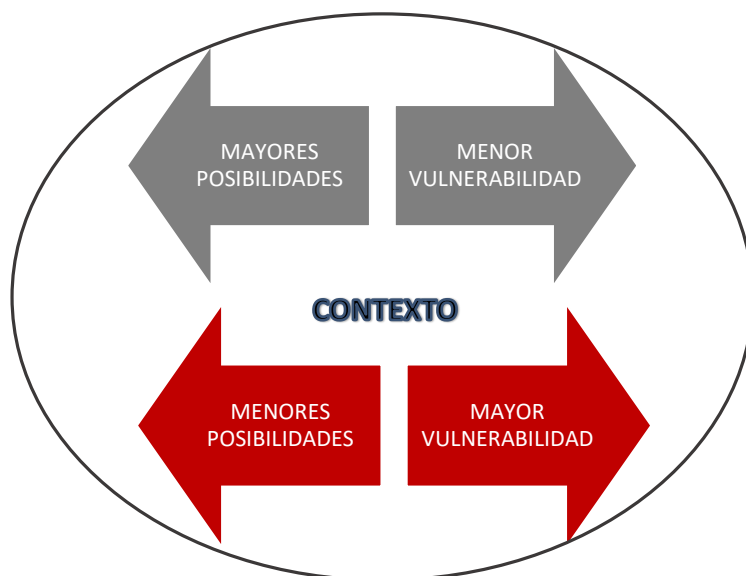 MAYORES
POSIBILIDADES
MENOR
VULNERABILIDAD
CONTEXTO
MENORES
POSIBILIDADES
MAYOR
VULNERABILIDAD